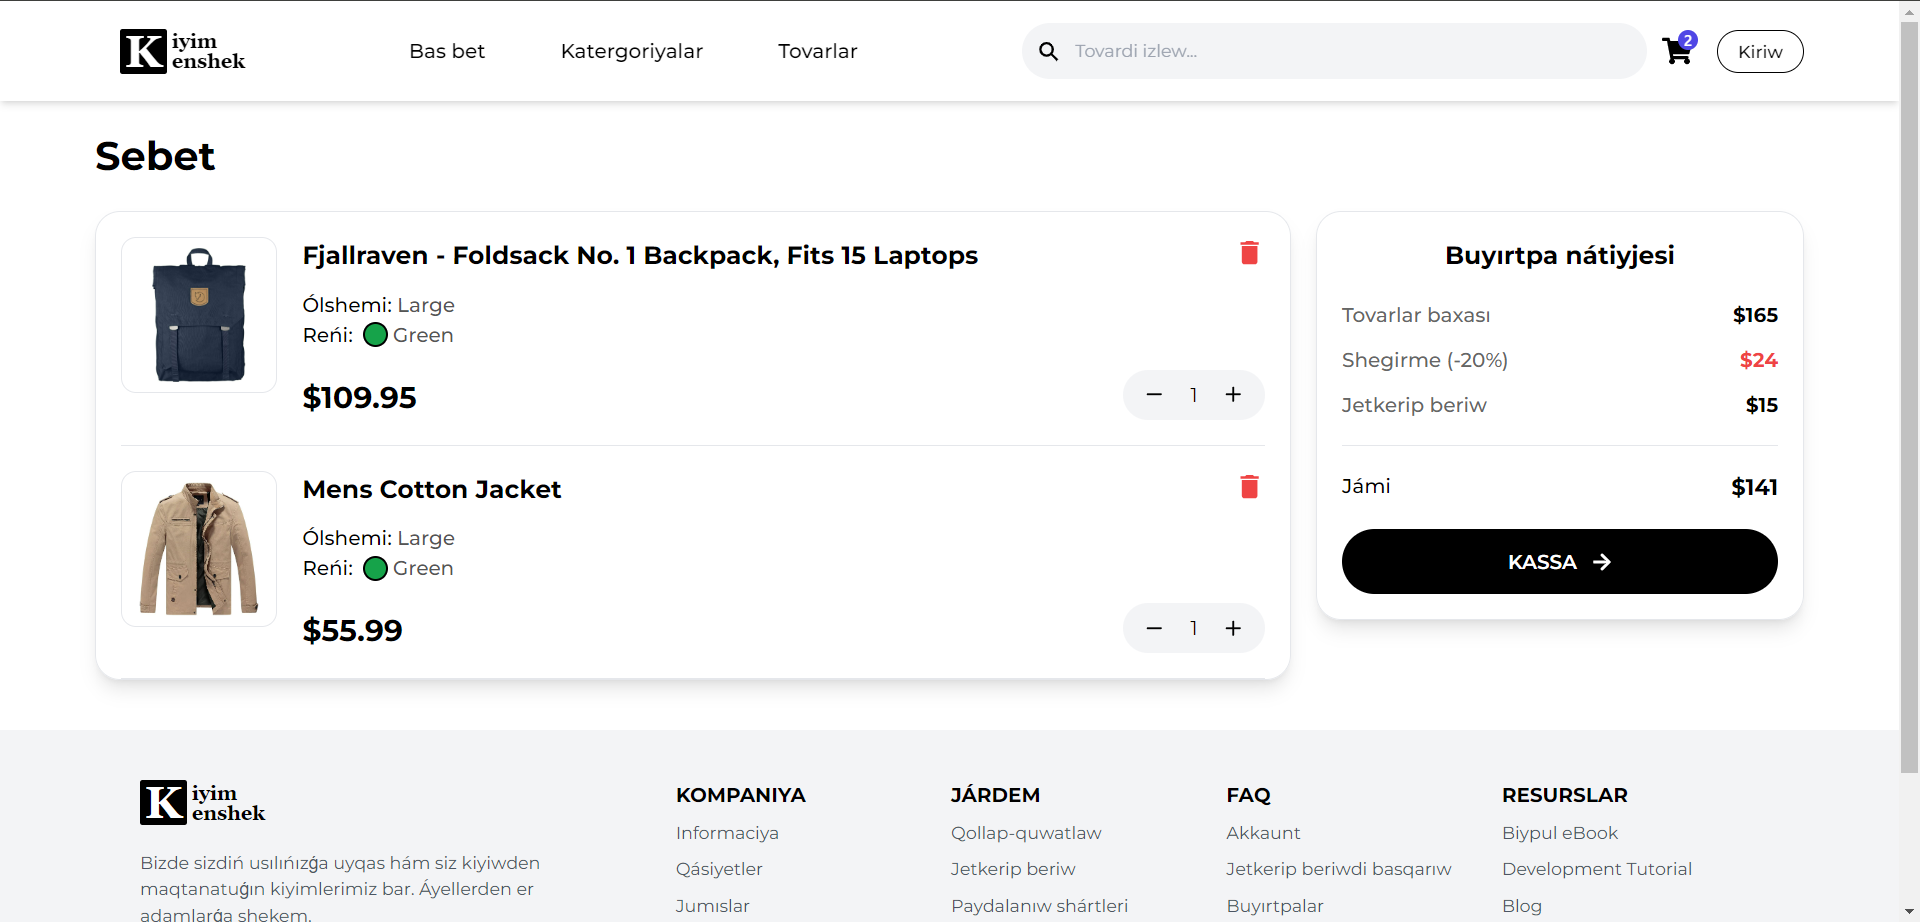 K iyim enshek
Bas bet
Katergoriyalar
Tovarlar
Tovardi izlew...
2
Kiriw
Sebet
Fjallraven - Foldsack No. 1 Backpack, Fits 15 Laptops
Ólshemi: Large
Reńi: Green
$109.95
1
Mens Cotton Jacket
Ólshemi: Large
Reńi: Green
$55.99
1
Buyırtpa nátiyjesi
Tovarlar baxası $165
Shegirme (-20%) $24
Jetkerip beriw $15
Jámi $141
KASSA
K iyim enshek
Bizde sizdiń usılıńızǵa uyqas hám siz kiyiwden
maqtanatuǵın kiyimlerimiz bar. Áyellerden er
adamlarǵa shekem.
KOMPANIYA
Informaciya
Qásiyetler
Jumıslar
JÁRDEM
Qollap-quwatlaw
Jetkerip beriw
Paydalanıw shártleri
FAQ
Akkaunt
Jetkerip beriwdi basqarıw
Buyırtpalar
RESURSLAR
Biypul eBook
Development Tutorial
Blog